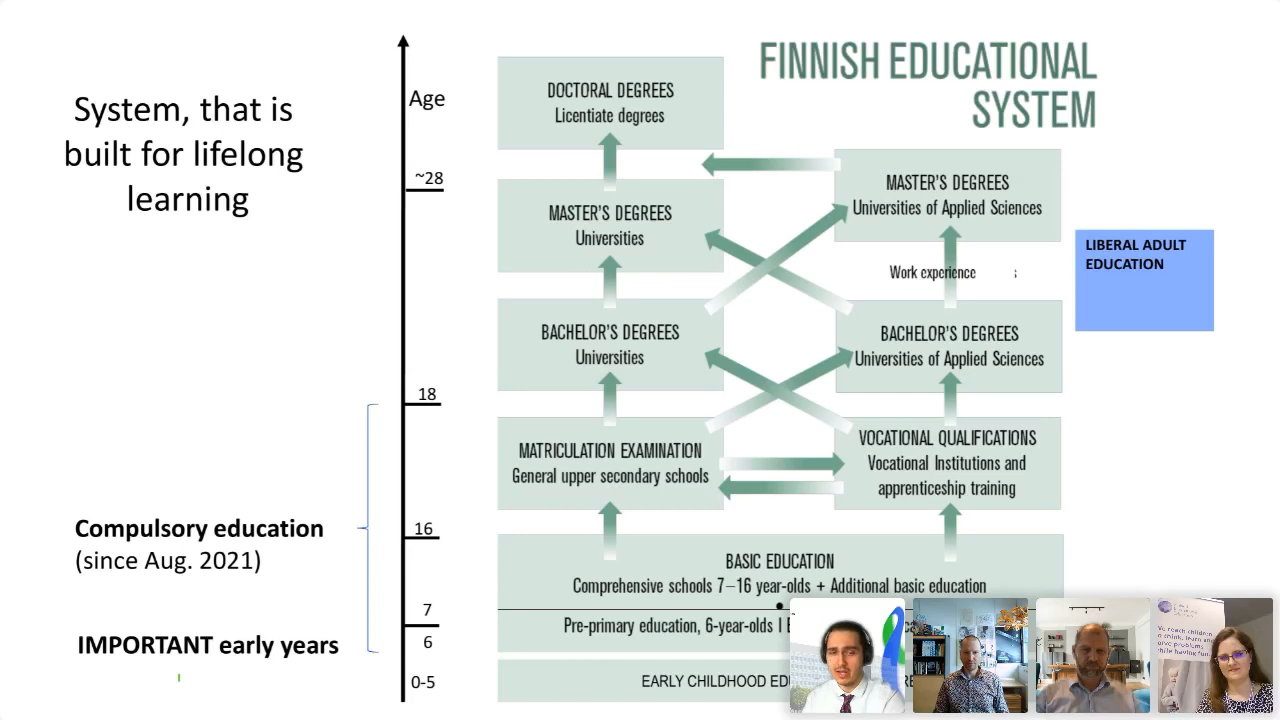 System, that is
built for lifelong
learning
Age
~28
18
16
7
6
0-5
Compulsory education
(since Aug. 2021)
IMPORTANT early years
FINNISH EDUCATIONAL
SYSTEM
DOCTORAL DEGREES
Licentiate degrees
MASTER'S DEGREES
Universities
MASTER'S DEGREES
Universities of Applied Sciences
Work experience
BACHELOR'S DEGREES
Universities
BACHELOR'S DEGREES
Universities of Applied Sciences
MATRICULATION EXAMINATION
General upper secondary schools
VOCATIONAL QUALIFICATIONS
Vocational Institutions and
apprenticeship training
BASIC EDUCATION
Comprehensive schools 7–16 year-olds + Additional basic education
Pre-primary education, 6-year-olds I
EARLY CHILDHOOD
LIBERAL ADULT
EDUCATION
reach children